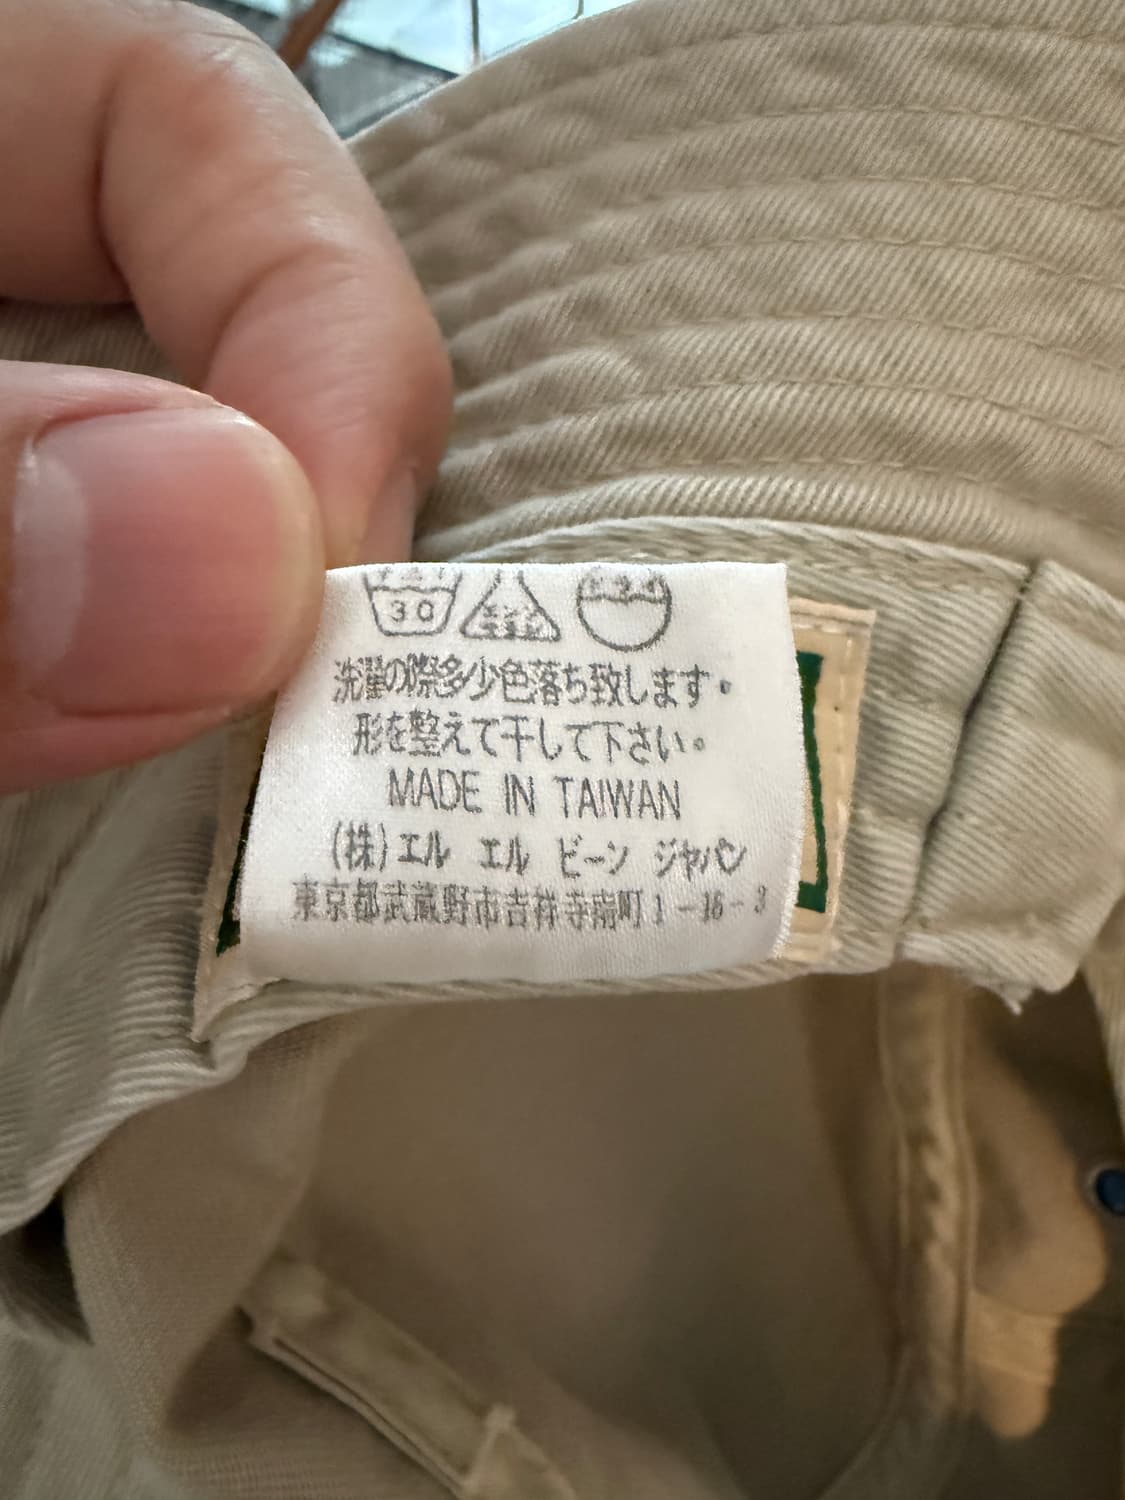 30
洗濯の際多少色落ち致します。
形を整えて干して下さい。
MADE IN TAIWAN
(株)エル エル ビーン ジャパン
東京都武蔵野市吉祥寺南町1-16-3